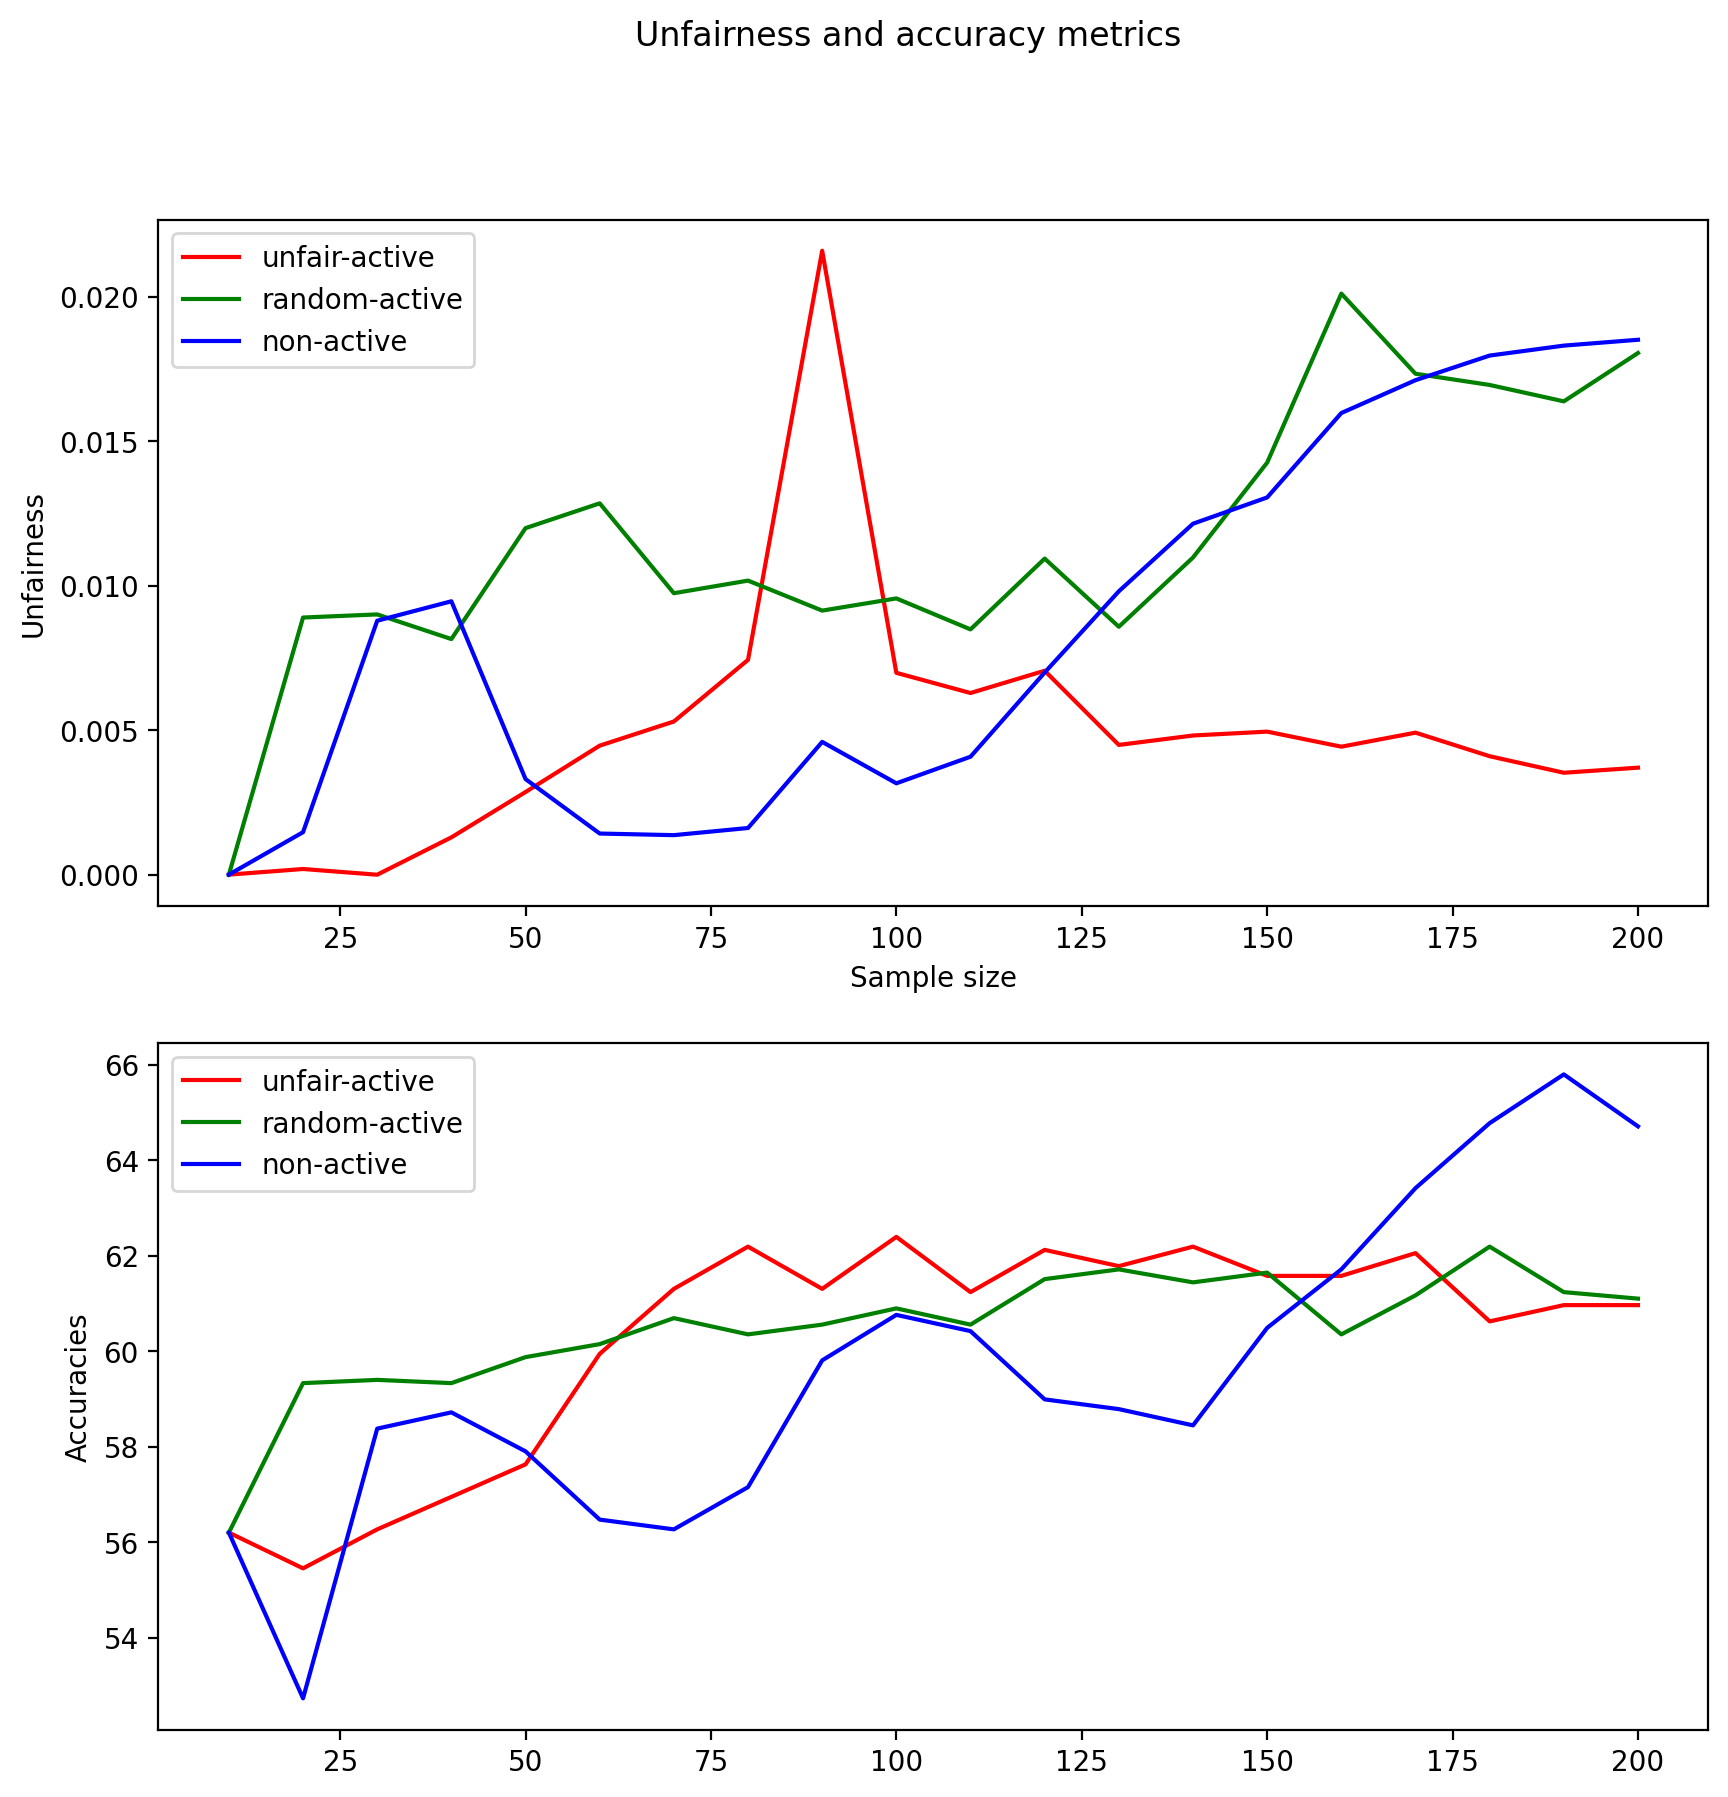 Unfairness and accuracy metrics
unfair-active
random-active
non-active
0.020
0.015
0.010
0.005
0.000
Unfairness
25 50 75 100 125 150 175 200
Sample size
unfair-active
random-active
non-active
66
64
62
60
58
56
54
Accuracies
25 50 75 100 125 150 175 200